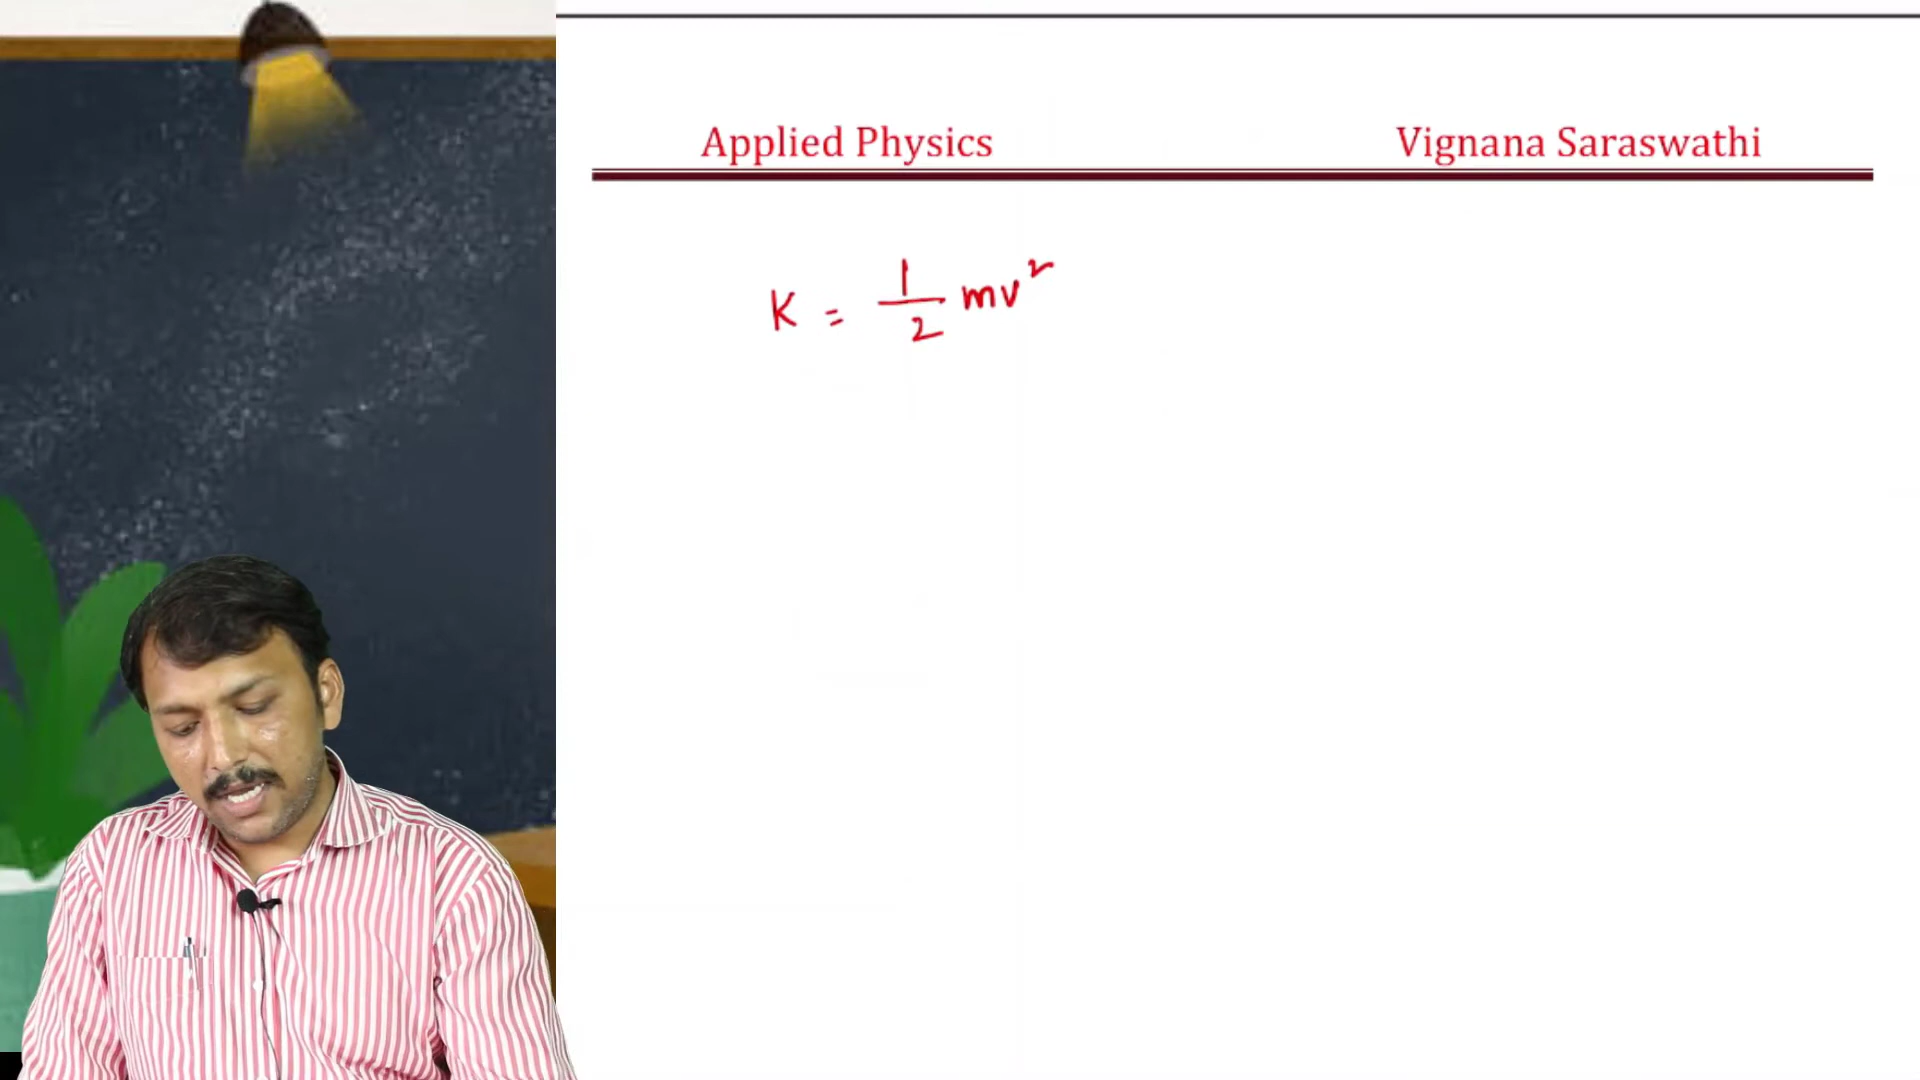 Applied Physics Vignana Saraswathi
K = 1/2 mv²